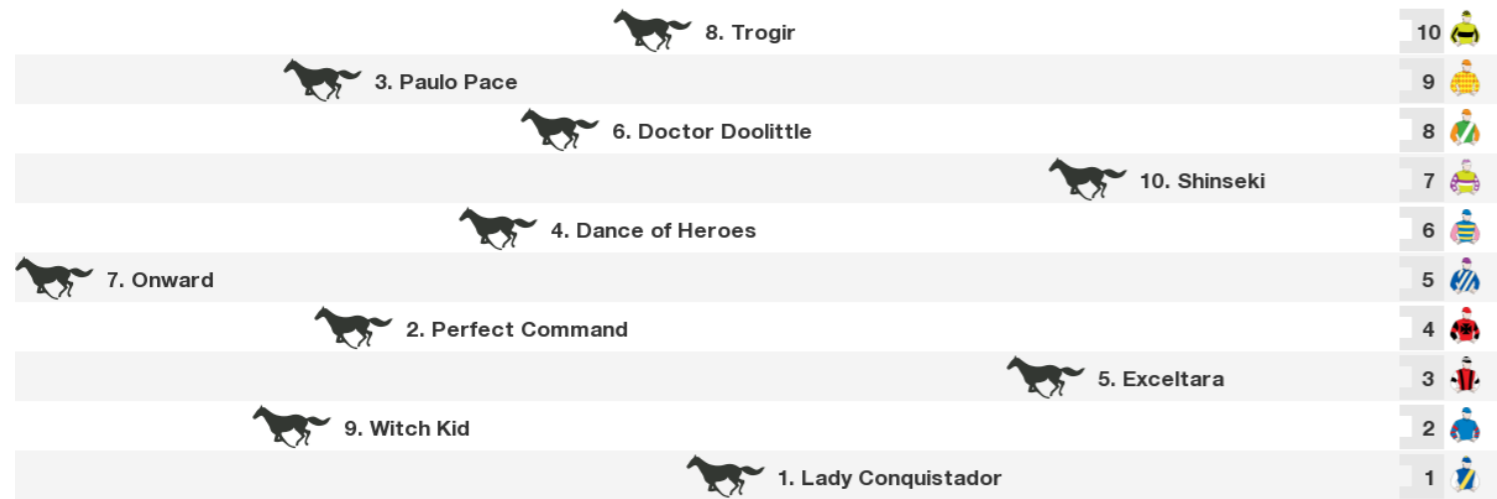 8. Trogir 10
3. Paulo Pace 9
6. Doctor Doolittle 8
10. Shinseki 7
4. Dance of Heroes 6
7. Onward 5
2. Perfect Command 4
5. Exceltara 3
9. Witch Kid 2
1. Lady Conquistador 1